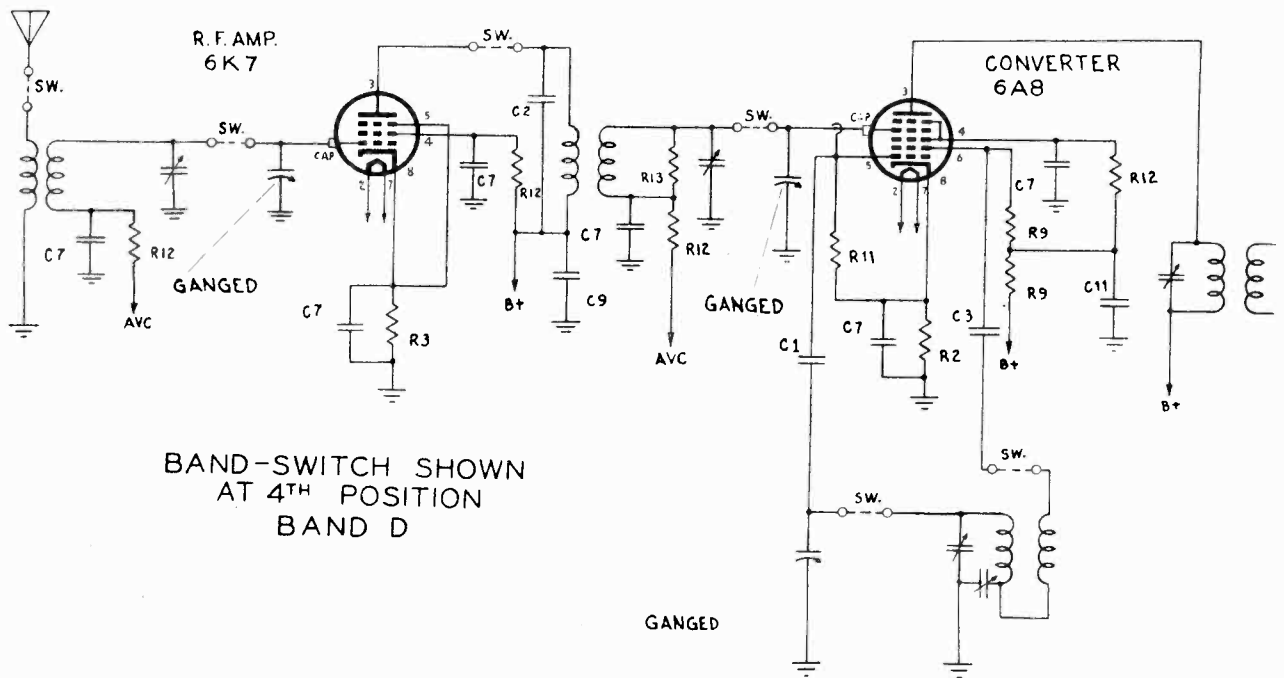 R.F. AMP.
6K7
CONVERTER
6A8
SW.
SW.
SW.
SW.
3
5
4
CAP
2
7
8
C2
C7
R12
C7
R12
AVC
GANGED
C7
R3
B+
C9
R13
C7
R12
AVC
GANGED
CAP
3
4
6
5
2
7
8
C7
R12
R9
R9
R11
C11
C1
C7
R2
C3
B+
B+
SW.
SW.
BAND-SWITCH SHOWN
AT 4TH POSITION
BAND D
GANGED